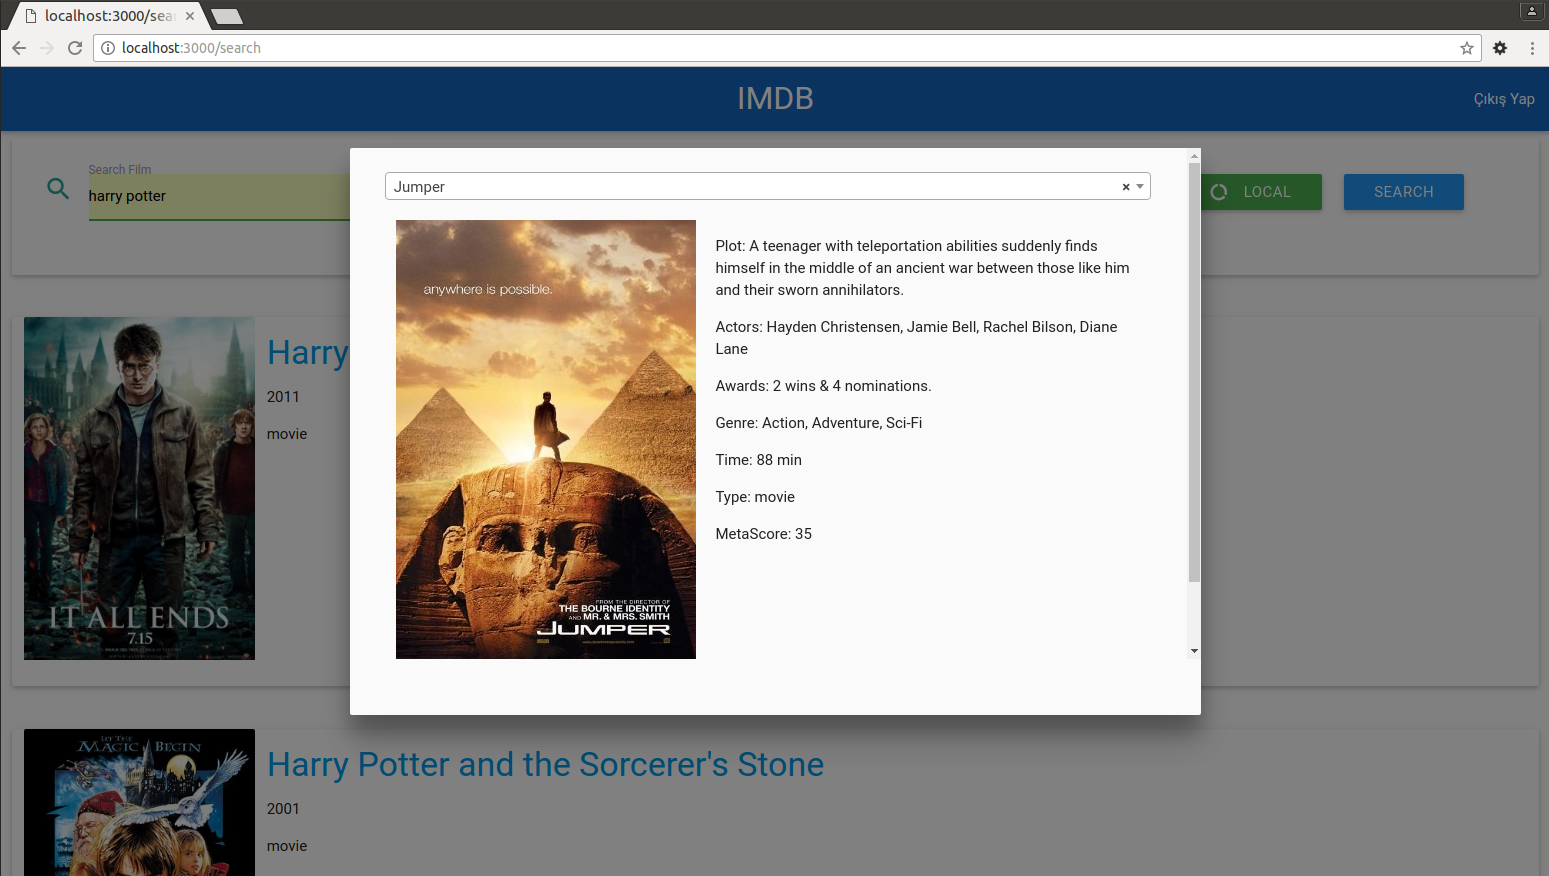 localhost:3000/sea
localhost:3000/search
IMDB
Çıkış Yap
Search Film
harry potter
LOCAL
SEARCH
Jumper
anywhere is possible.
FROM THE DIRECTOR OF
THE BOURNE IDENTITY
AND MR. & MRS. SMITH
JUMPER
Plot: A teenager with teleportation abilities suddenly finds
himself in the middle of an ancient war between those like him
and their sworn annihilators.
Actors: Hayden Christensen, Jamie Bell, Rachel Bilson, Diane
Lane
Awards: 2 wins & 4 nominations.
Genre: Action, Adventure, Sci-Fi
Time: 88 min
Type: movie
MetaScore: 35
Harry
2011
movie
IT ALL ENDS
7.15
LET THE
MAGIC BEGIN
Harry Potter and the Sorcerer's Stone
2001
movie